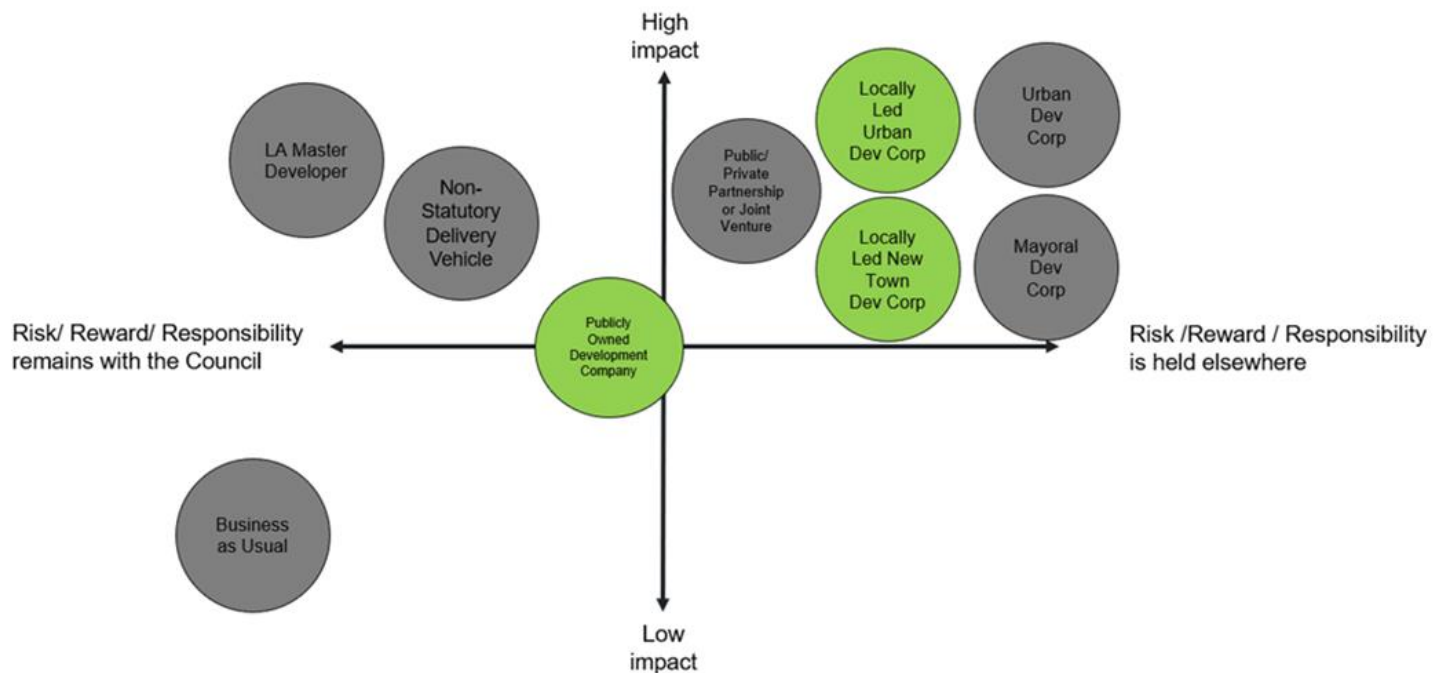 High
impact
LA Master
Developer
Non-
Statutory
Delivery
Vehicle
Public/
Private
Partnership
or Joint
Venture
Locally
Led
Urban
Dev Corp
Urban
Dev
Corp
Locally
Led New
Town
Dev Corp
Mayoral
Dev
Corp
Risk/ Reward/ Responsibility
remains with the Council
Publicly
Owned
Development
Company
Risk /Reward / Responsibility
is held elsewhere
Business
as Usual
Low
impact